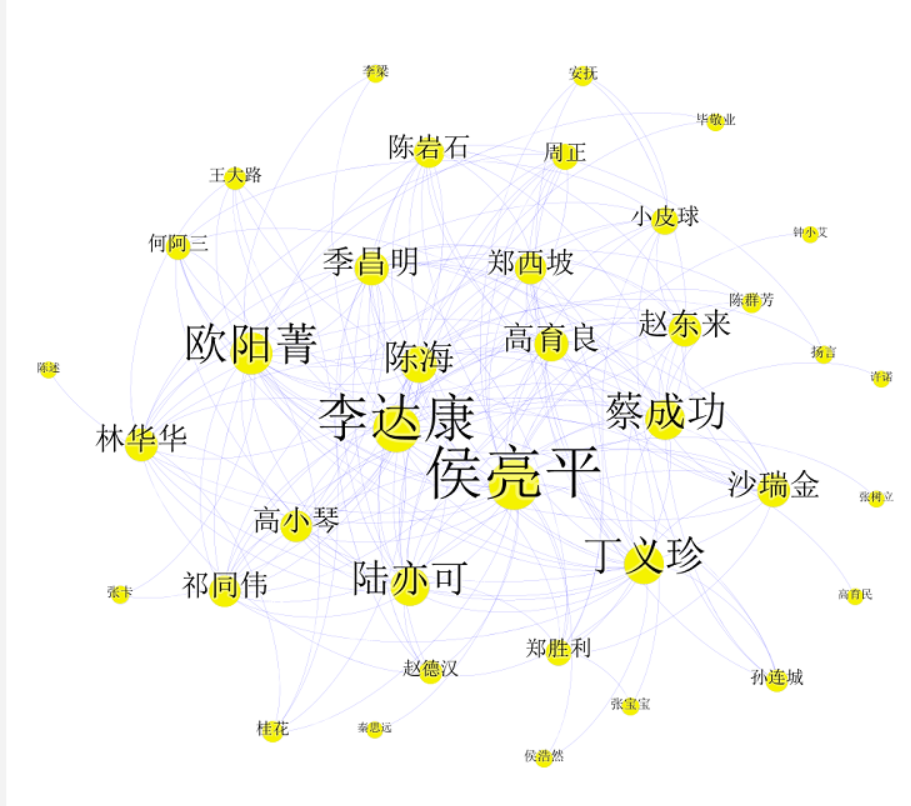 李梁
安抚
毕敬业
陈岩石
周正
王大路
小皮球
钟小艾
何阿三
季昌明
郑西坡
陈群芳
赵东来
欧阳菁
陈海
高育良
扬言
陈述
许诺
李达康
蔡成功
林华华
侯亮平
沙瑞金
张树立
高小琴
丁义珍
祁同伟
陆亦可
张卡
高育民
郑胜利
赵德汉
孙连城
张宝宝
桂花
秦思远
侯浩然